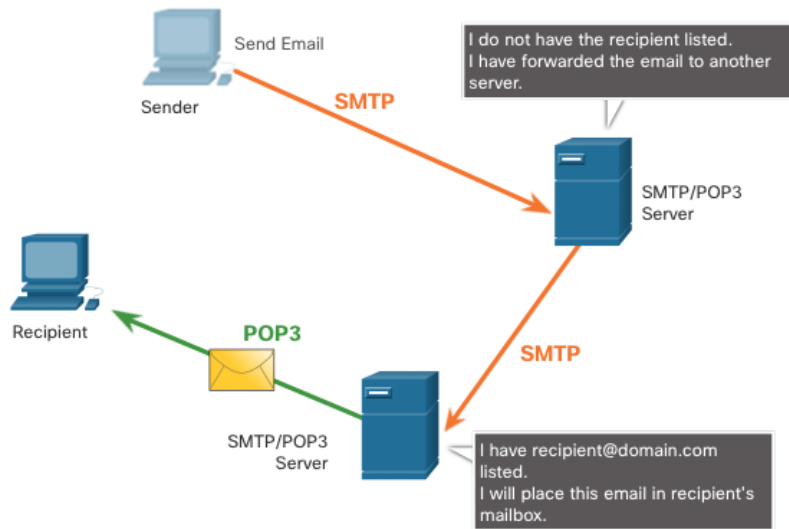 Send Email
I do not have the recipient listed.
I have forwarded the email to another
server.
Sender
SMTP
SMTP/POP3
Server
Recipient
POP3
SMTP
SMTP/POP3
Server
I have recipient@domain.com
listed.
I will place this email in recipient's
mailbox.